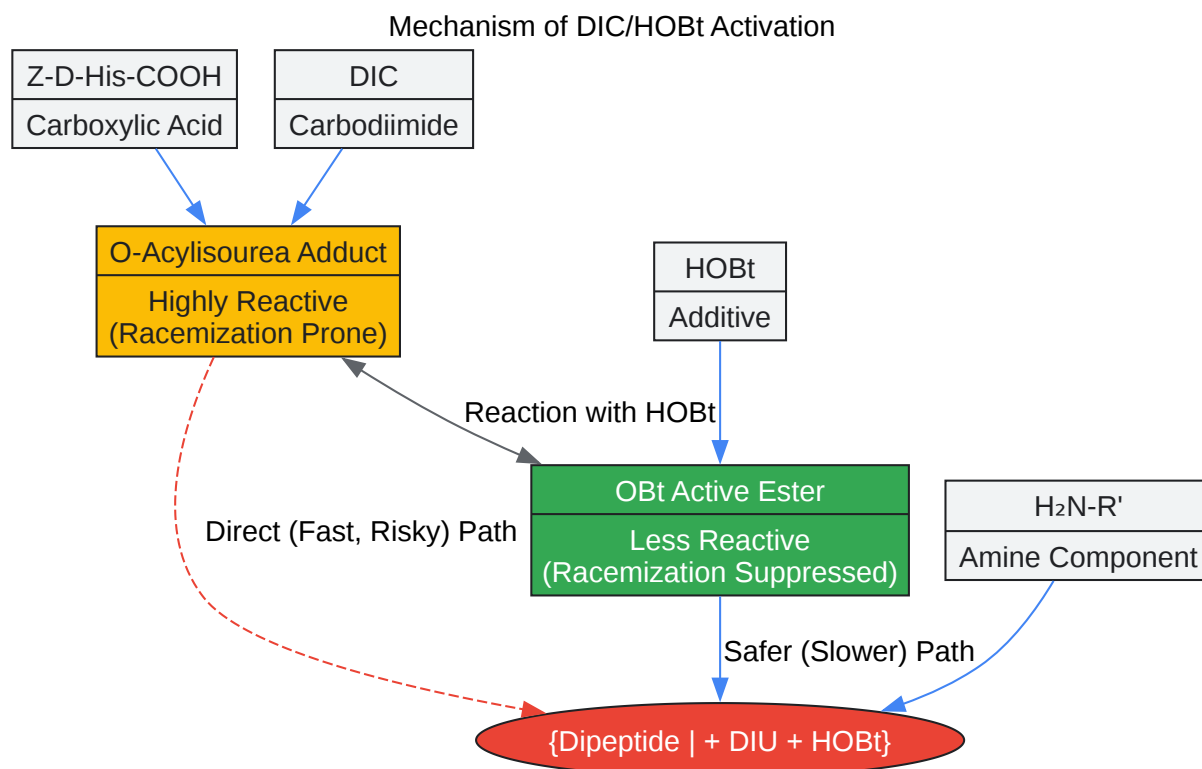 Mechanism of DIC/HOBt Activation
Z-D-His-COOH
Carboxylic Acid
DIC
Carbodiimide
O-Acylisourea Adduct
Highly Reactive
(Racemization Prone)
HOBt
Additive
Reaction with HOBt
OBt Active Ester
Less Reactive
(Racemization Suppressed)
H₂N-R'
Amine Component
Direct (Fast, Risky) Path
Safer (Slower) Path
{Dipeptide | + DIU + HOBt}